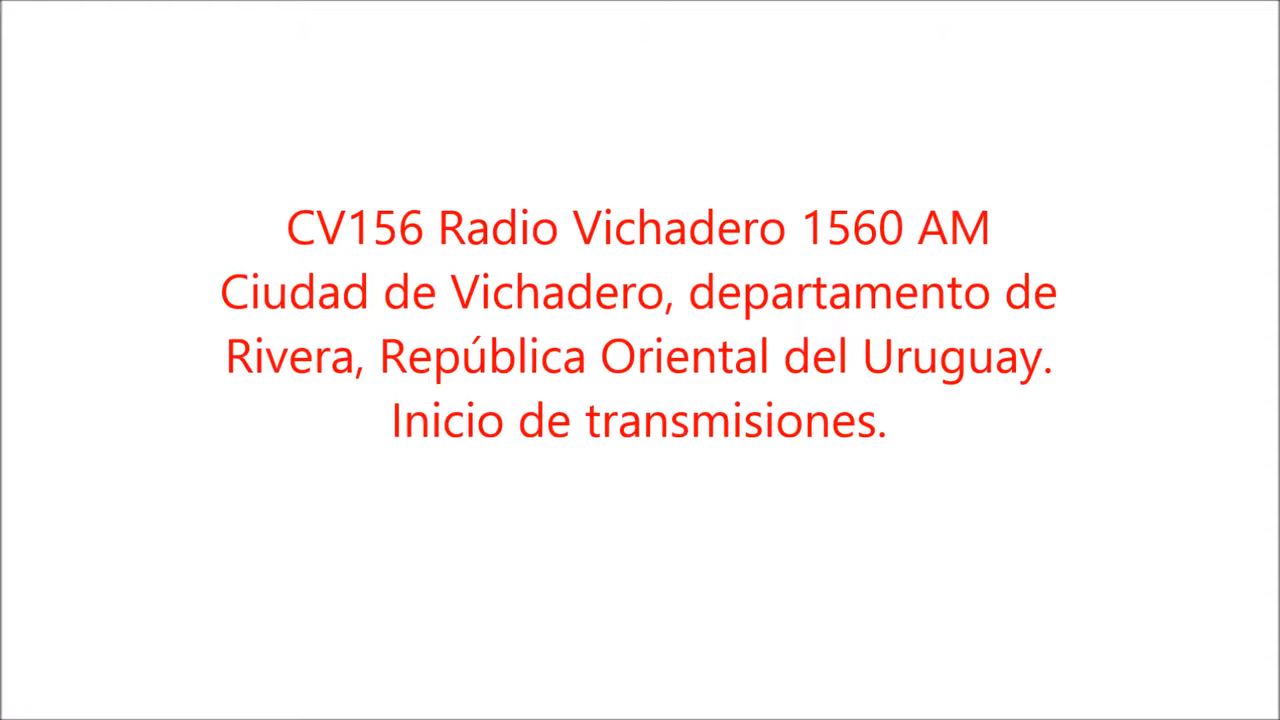 CV156 Radio Vichadero 1560 AM
Ciudad de Vichadero, departamento de
Rivera, República Oriental del Uruguay.
Inicio de transmisiones.